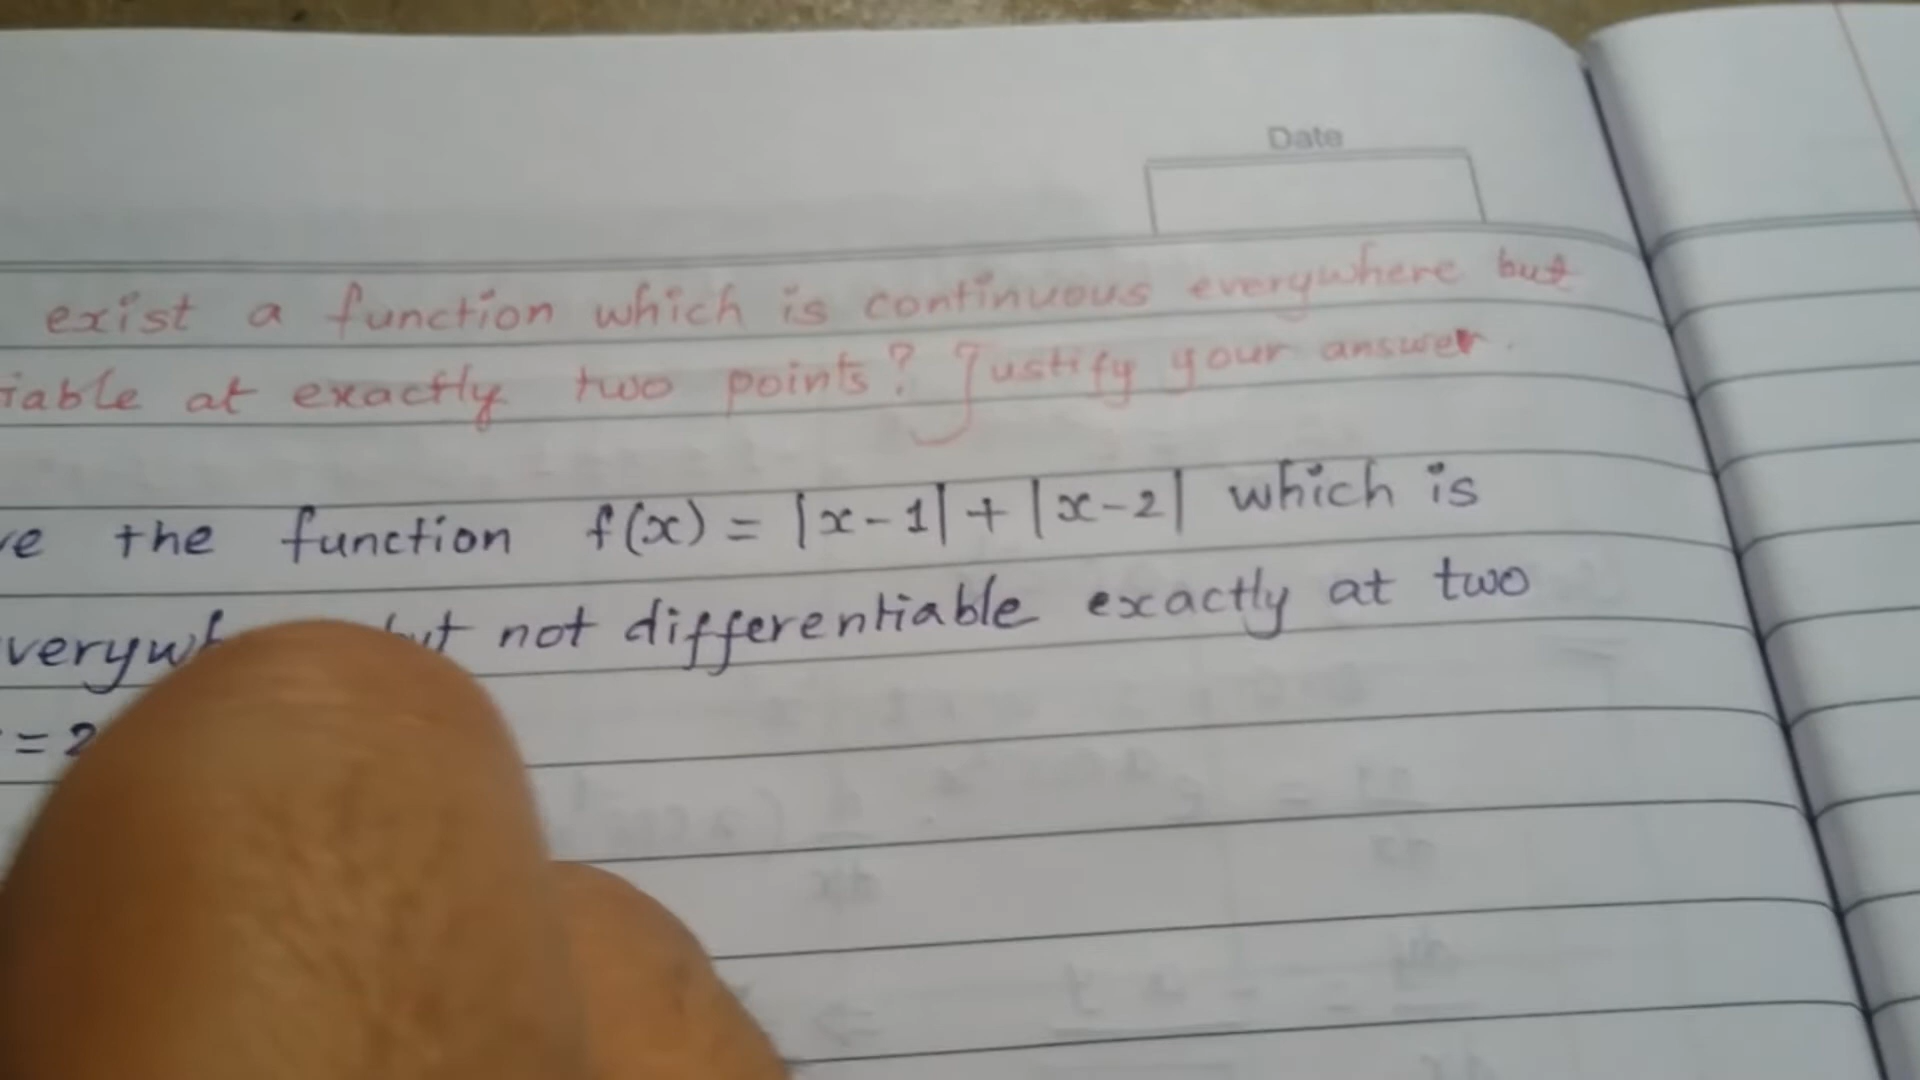 Date
exist a function which is continuous everywhere but
iable at exactly two points? Justify your answer.
the function f(x) = |x-1| + |x-2| which is
but not differentiable exactly at two
= 2